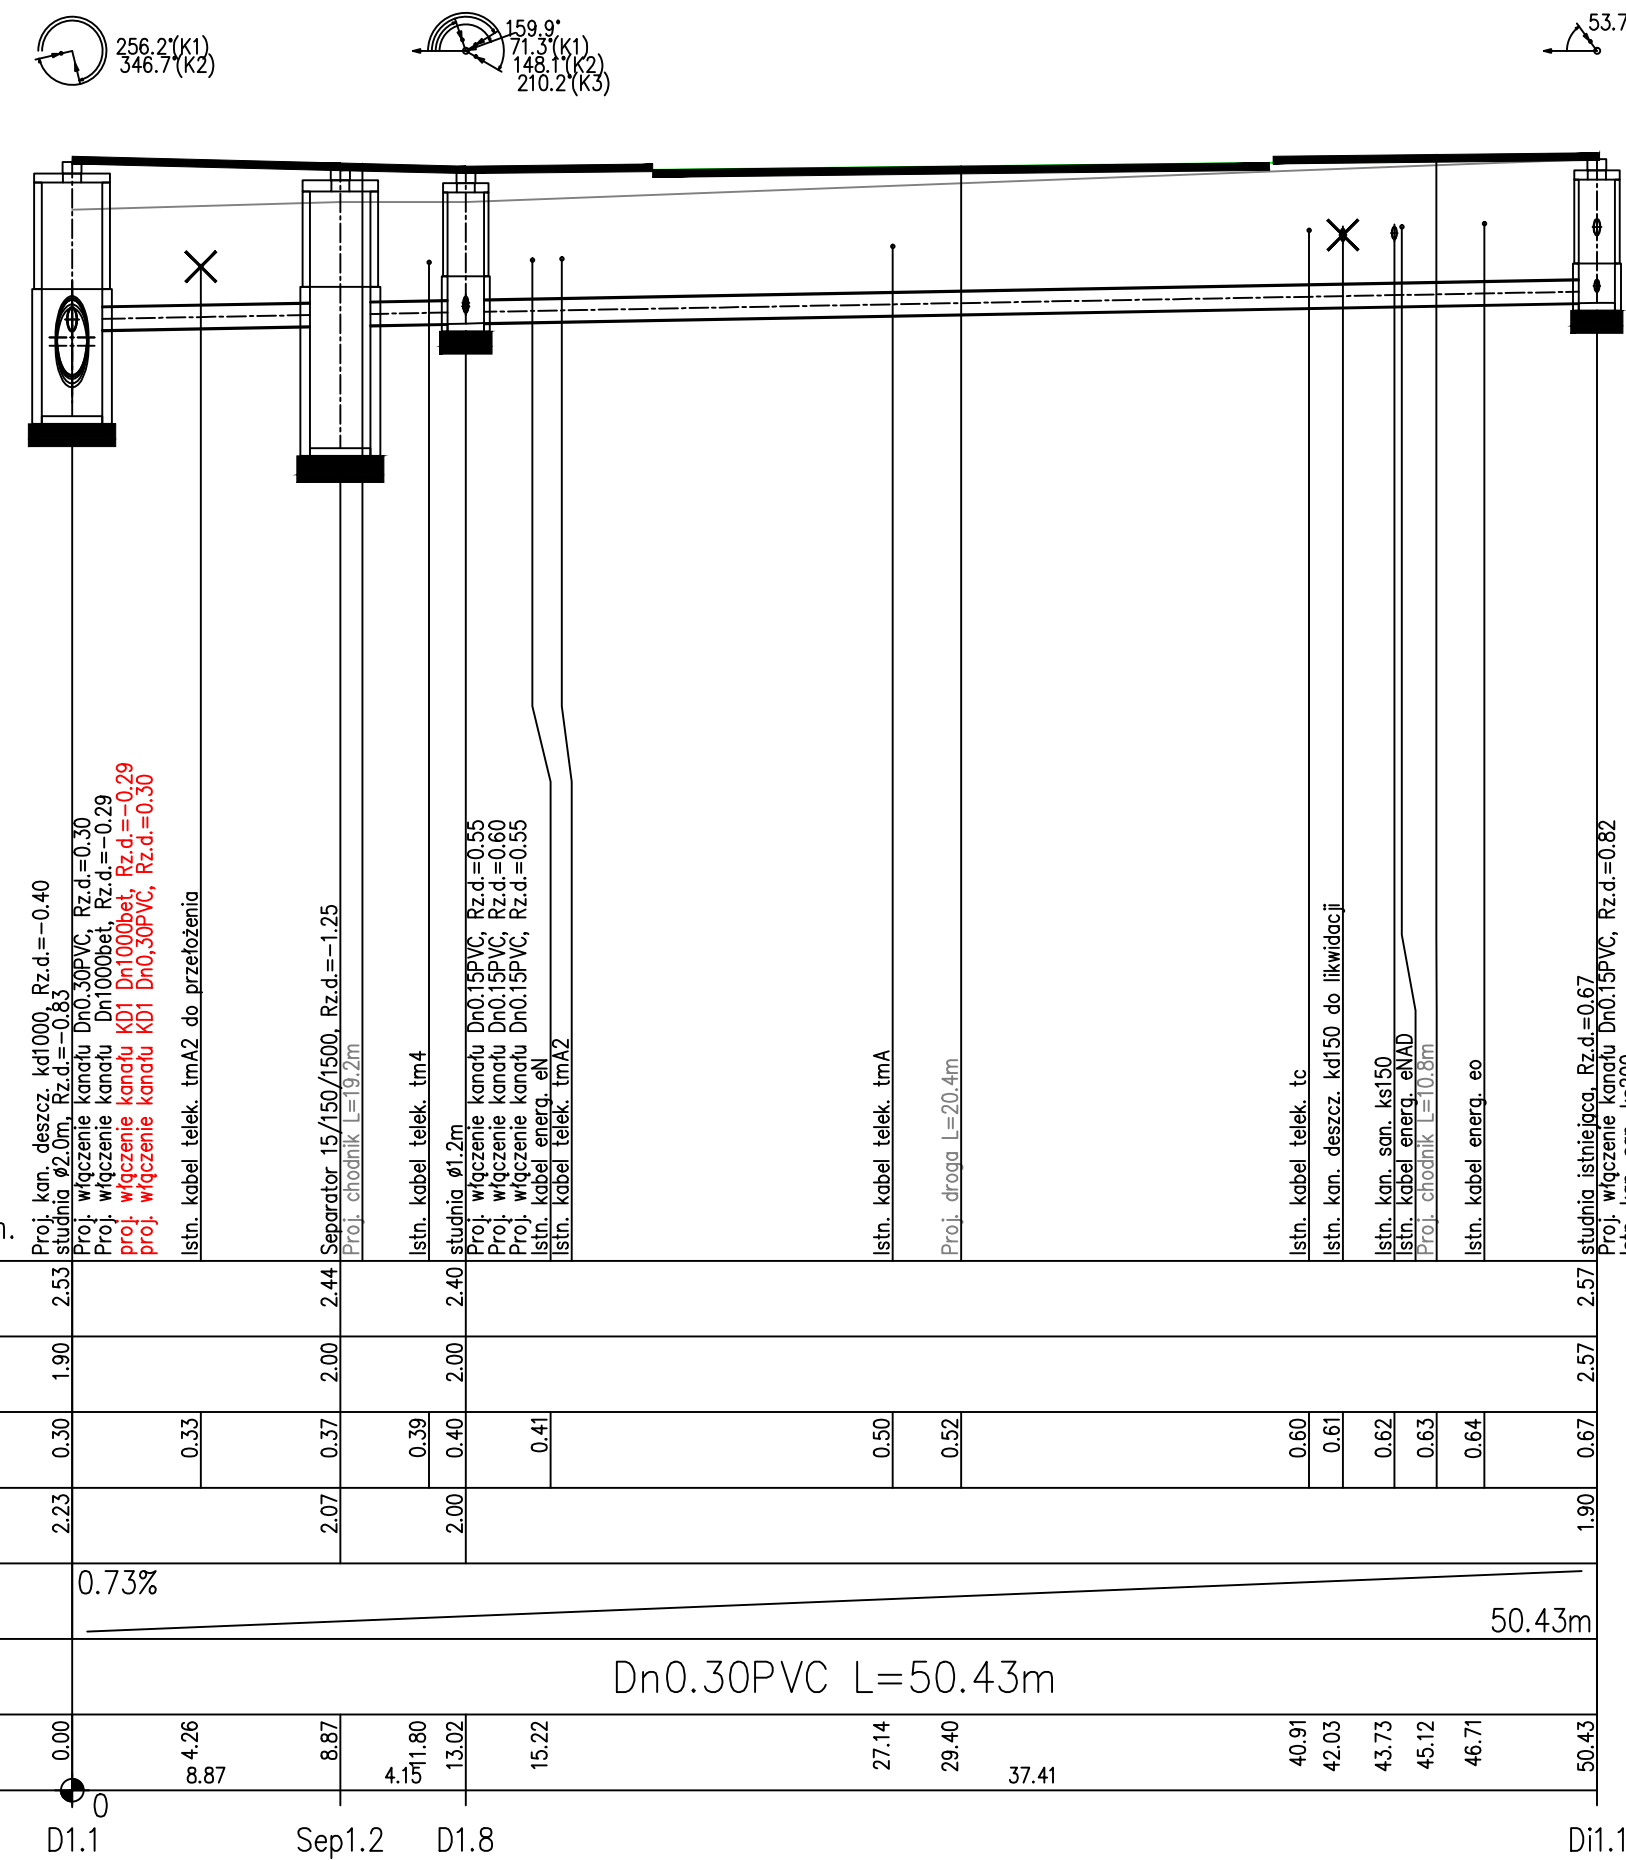 256.2°(K1)
346.7°(K2)
159.9°
71.3°(K1)
148.1°(K2)
210.2°(K3)
53.7
Proj. kan. deszcz. kd1000, Rz.d.=-0.40
studnia ø2.0m, Rz.d.=-0.83
Proj. włączenie kanału Dn0.30PVC, Rz.d.=0.30
Proj. włączenie kanału Dn1000bet, Rz.d.=-0.29
proj. włączenie kanału KD1 Dn1000bet, Rz.d.=-0.29
proj. włączenie kanału KD1 Dn0,30PVC, Rz.d.=0.30
Istn. kabel telek. tmA2 do przełożenia
Separator 15/150/1500, Rz.d.=-1.25
Proj. chodnik L=19.2m
Istn. kabel telek. tm4
studnia ø1.2m
Proj. włączenie kanału Dn0.15PVC, Rz.d.=0.55
Proj. włączenie kanału Dn0.15PVC, Rz.d.=0.60
Proj. włączenie kanału Dn0.15PVC, Rz.d.=0.55
Istn. kabel energ. eN
Istn. kabel telek. tmA2
Istn. kabel telek. tmA
Proj. droga L=20.4m
Istn. kabel telek. tc
Istn. kan. deszcz. kd150 do likwidacji
Istn. kan. san. ks150
Istn. kabel energ. eNAD
Proj. chodnik L=10.8m
Istn. kabel energ. eo
studnia istniejąca, Rz.d.=0.67
Proj. włączenie kanału Dn0.15PVC, Rz.d.=0.82
2.53 2.44 2.40 2.57
1.90 2.00 2.00 2.57
0.30 0.33 0.37 0.39 0.40 0.41 0.50 0.52 0.60 0.61 0.62 0.63 0.64 0.67
2.23 2.07 2.00 1.90
0.73%
50.43m
Dn0.30PVC L=50.43m
0.00 4.26 8.87 11.80 13.02 15.22 27.14 29.40 40.91 42.03 43.73 45.12 46.71 50.43
8.87 4.15 37.41
0
D1.1 Sep1.2 D1.8 Di1.1